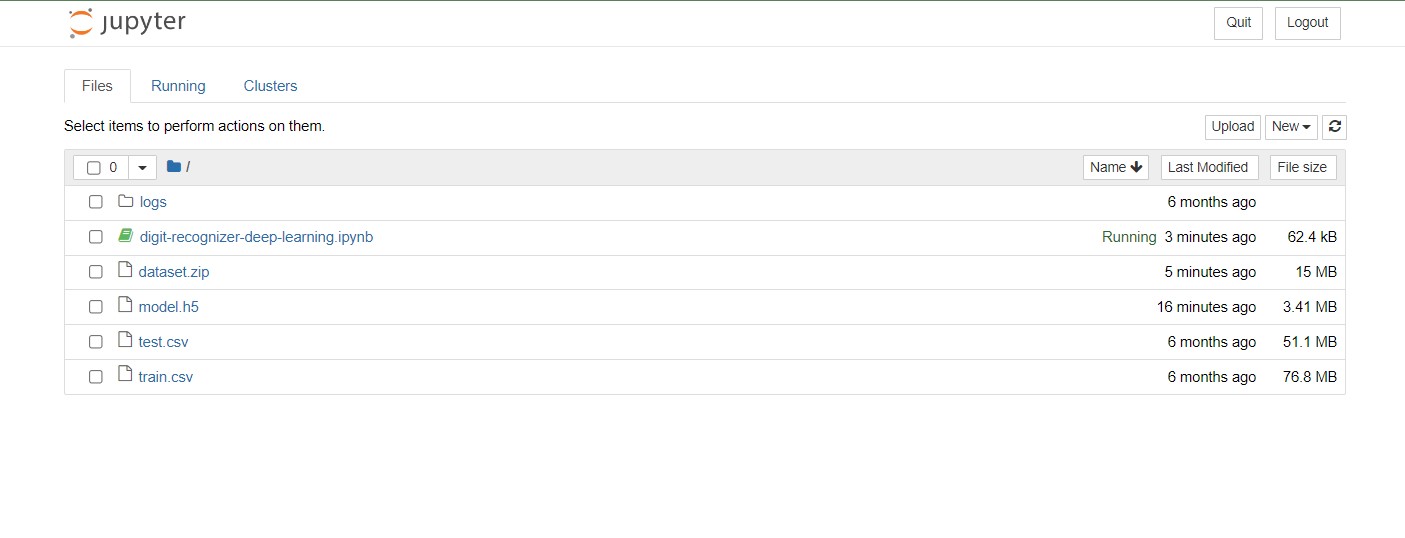 jupyter Quit Logout
Files Running Clusters
Select items to perform actions on them. Upload New
0 / Name Last Modified File size
logs 6 months ago
digit-recognizer-deep-learning.ipynb Running 3 minutes ago 62.4 kB
dataset.zip 5 minutes ago 15 MB
model.h5 16 minutes ago 3.41 MB
test.csv 6 months ago 51.1 MB
train.csv 6 months ago 76.8 MB